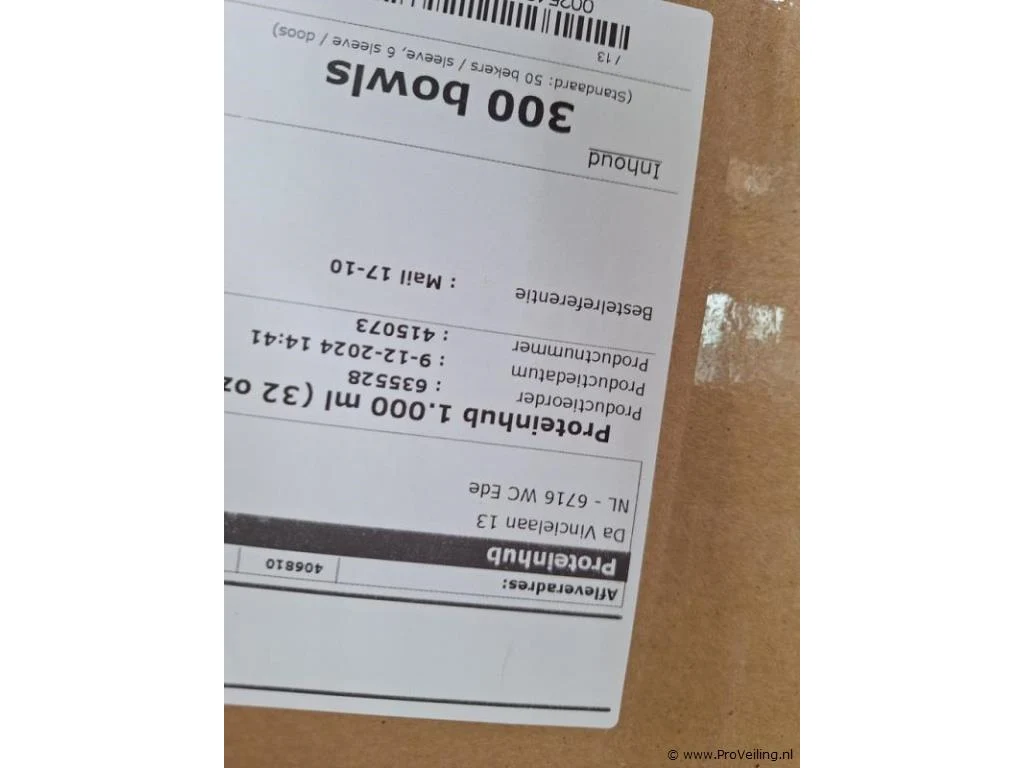 Afleveradres: 406810
Proteinhub
Da Vincielaan 13
NL - 6716 WC Ede
Proteinhub 1.000 ml (32 oz
Productieorder : 635528
Productiedatum : 9-12-2024 14:41
Productnummer : 415073
Bestelreferentie : Mail 17-10
Inhoud
300 bowls
(Standaard: 50 bekers / sleeve, 6 sleeve / doos)
/ 13
© www.ProVeiling.nl